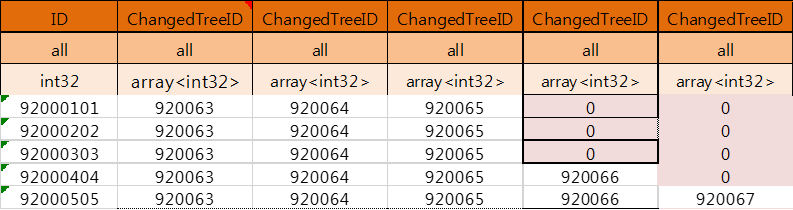 ID ChangedTreeID ChangedTreeID ChangedTreeID ChangedTreeID ChangedTreeID
all all all all all all
int32 array<int32> array<int32> array<int32> array<int32> array<int32>
92000101 920063 920064 920065 0 0
92000202 920063 920064 920065 0 0
92000303 920063 920064 920065 0 0
92000404 920063 920064 920065 920066 0
92000505 920063 920064 920065 920066 920067